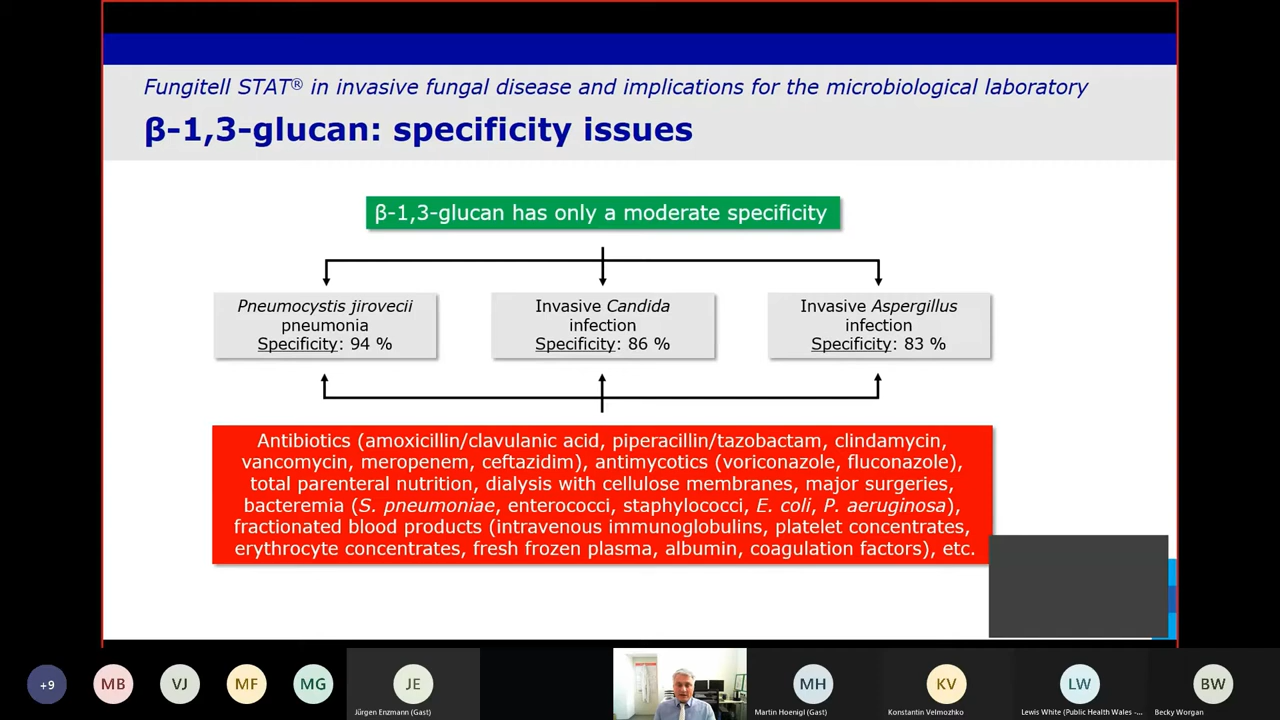 Fungitell STAT® in invasive fungal disease and implications for the microbiological laboratory
β-1,3-glucan: specificity issues
β-1,3-glucan has only a moderate specificity
Pneumocystis jirovecii
pneumonia
Specificity: 94 %
Invasive Candida
infection
Specificity: 86 %
Invasive Aspergillus
infection
Specificity: 83 %
Antibiotics (amoxicillin/clavulanic acid, piperacillin/tazobactam, clindamycin,
vancomycin, meropenem, ceftazidim), antimycotics (voriconazole, fluconazole),
total parenteral nutrition, dialysis with cellulose membranes, major surgeries,
bacteremia (S. pneumoniae, enterococci, staphylococci, E. coli, P. aeruginosa),
fractionated blood products (intravenous immunoglobulins, platelet concentrates,
erythrocyte concentrates, fresh frozen plasma, albumin, coagulation factors), etc.
+9
MB
VJ
MF
MG
JE
Jürgen Enzmann (Gast)
MH
Martin Hoenigl (Gast)
KV
Konstantin Velmozhko
LW
Lewis White (Public Health Wales -...
BW
Becky Worgan